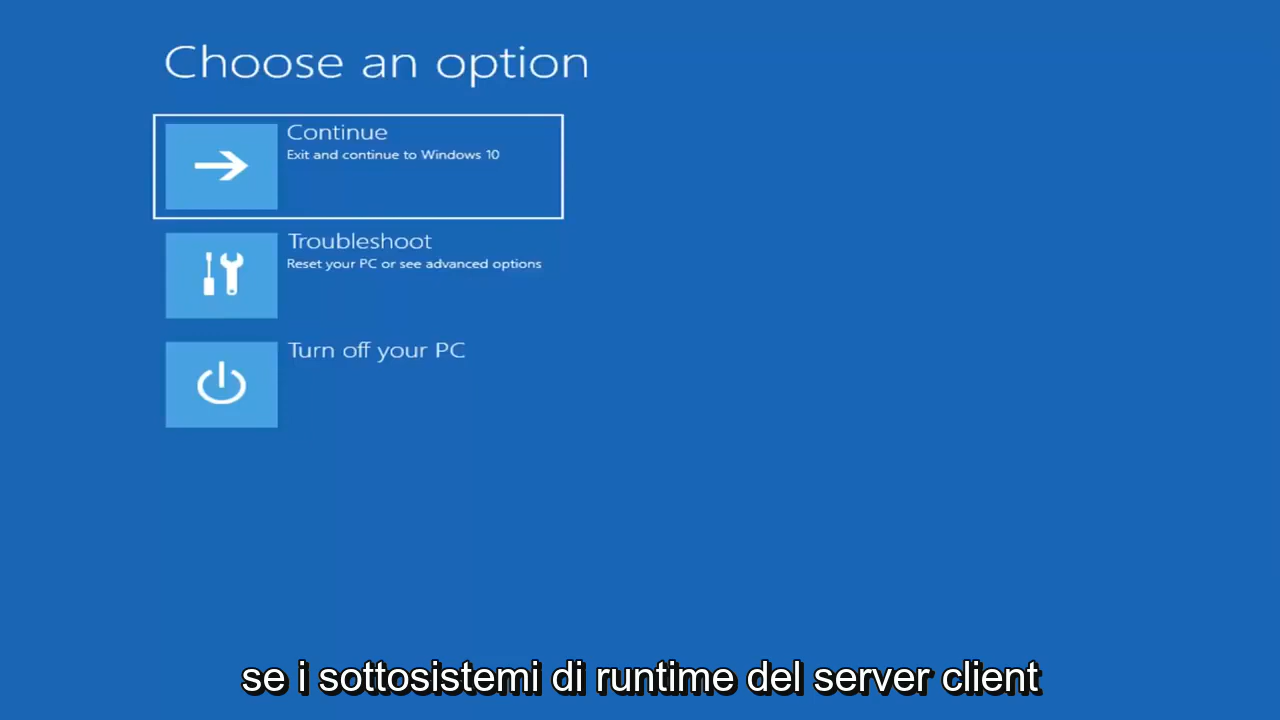 Choose an option
Continue
Exit and continue to Windows 10
Troubleshoot
Reset your PC or see advanced options
Turn off your PC
se i sottosistemi di runtime del server client